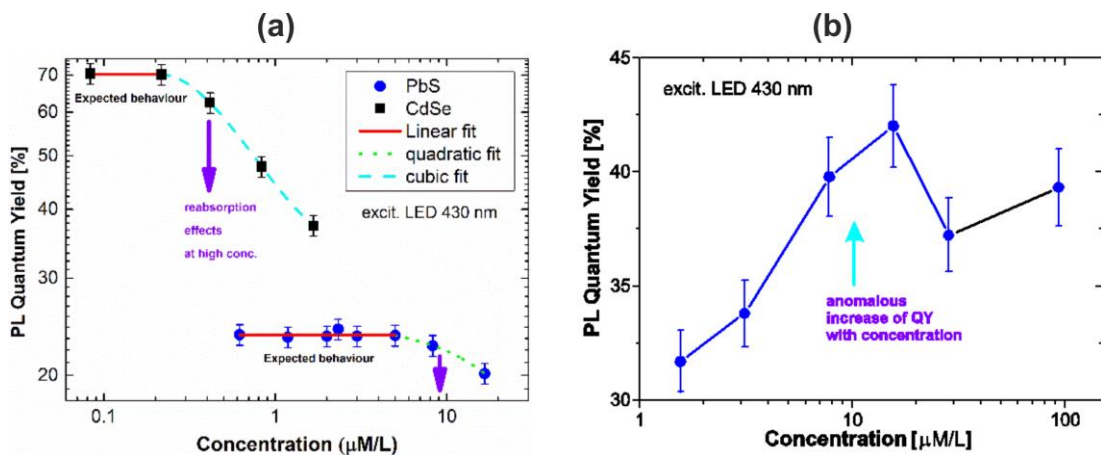 (a)
(b)
PL Quantum Yield [%]
70
60
50
40
30
20
Expected behaviour
reabsorption
effects
at high conc.
PbS
CdSe
Linear fit
quadratic fit
cubic fit
excit. LED 430 nm
Expected behaviour
0.1
1
10
Concentration (μM/L)
PL Quantum Yield [%]
45
40
35
30
excit. LED 430 nm
anomalous
increase of QY
with concentration
1
10
100
Concentration [μM/L]